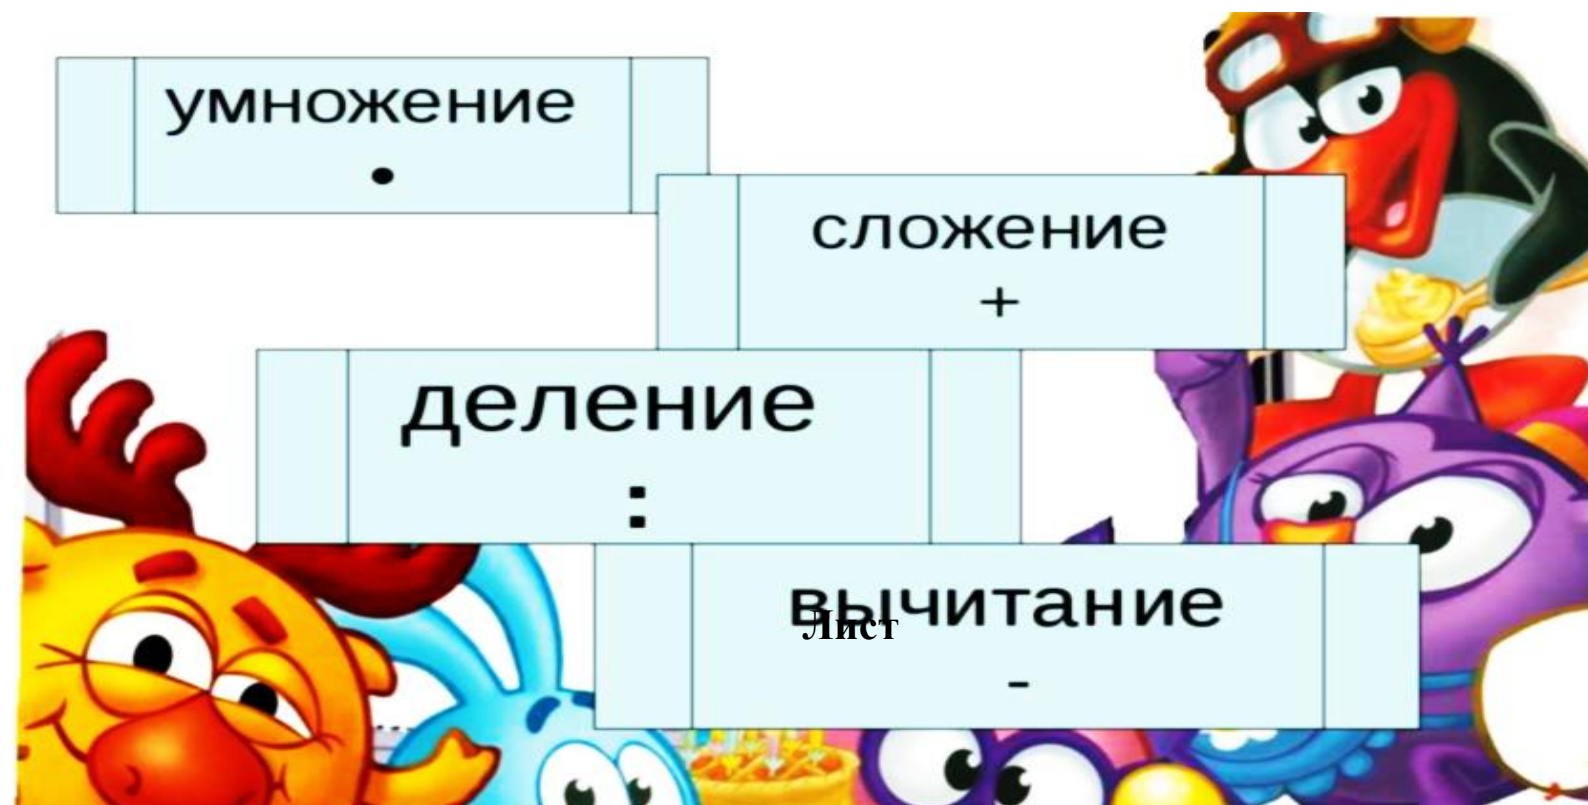 умножение
•
сложение
+
деление
:
вычитание
Лист
-